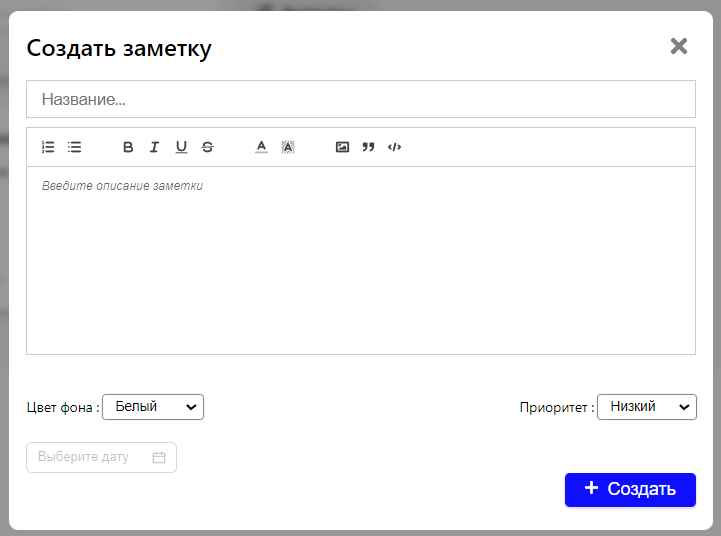 Создать заметку
Название...
Введите описание заметки
Цвет фона : Белый Приоритет : Низкий
Выберите дату
+ Создать